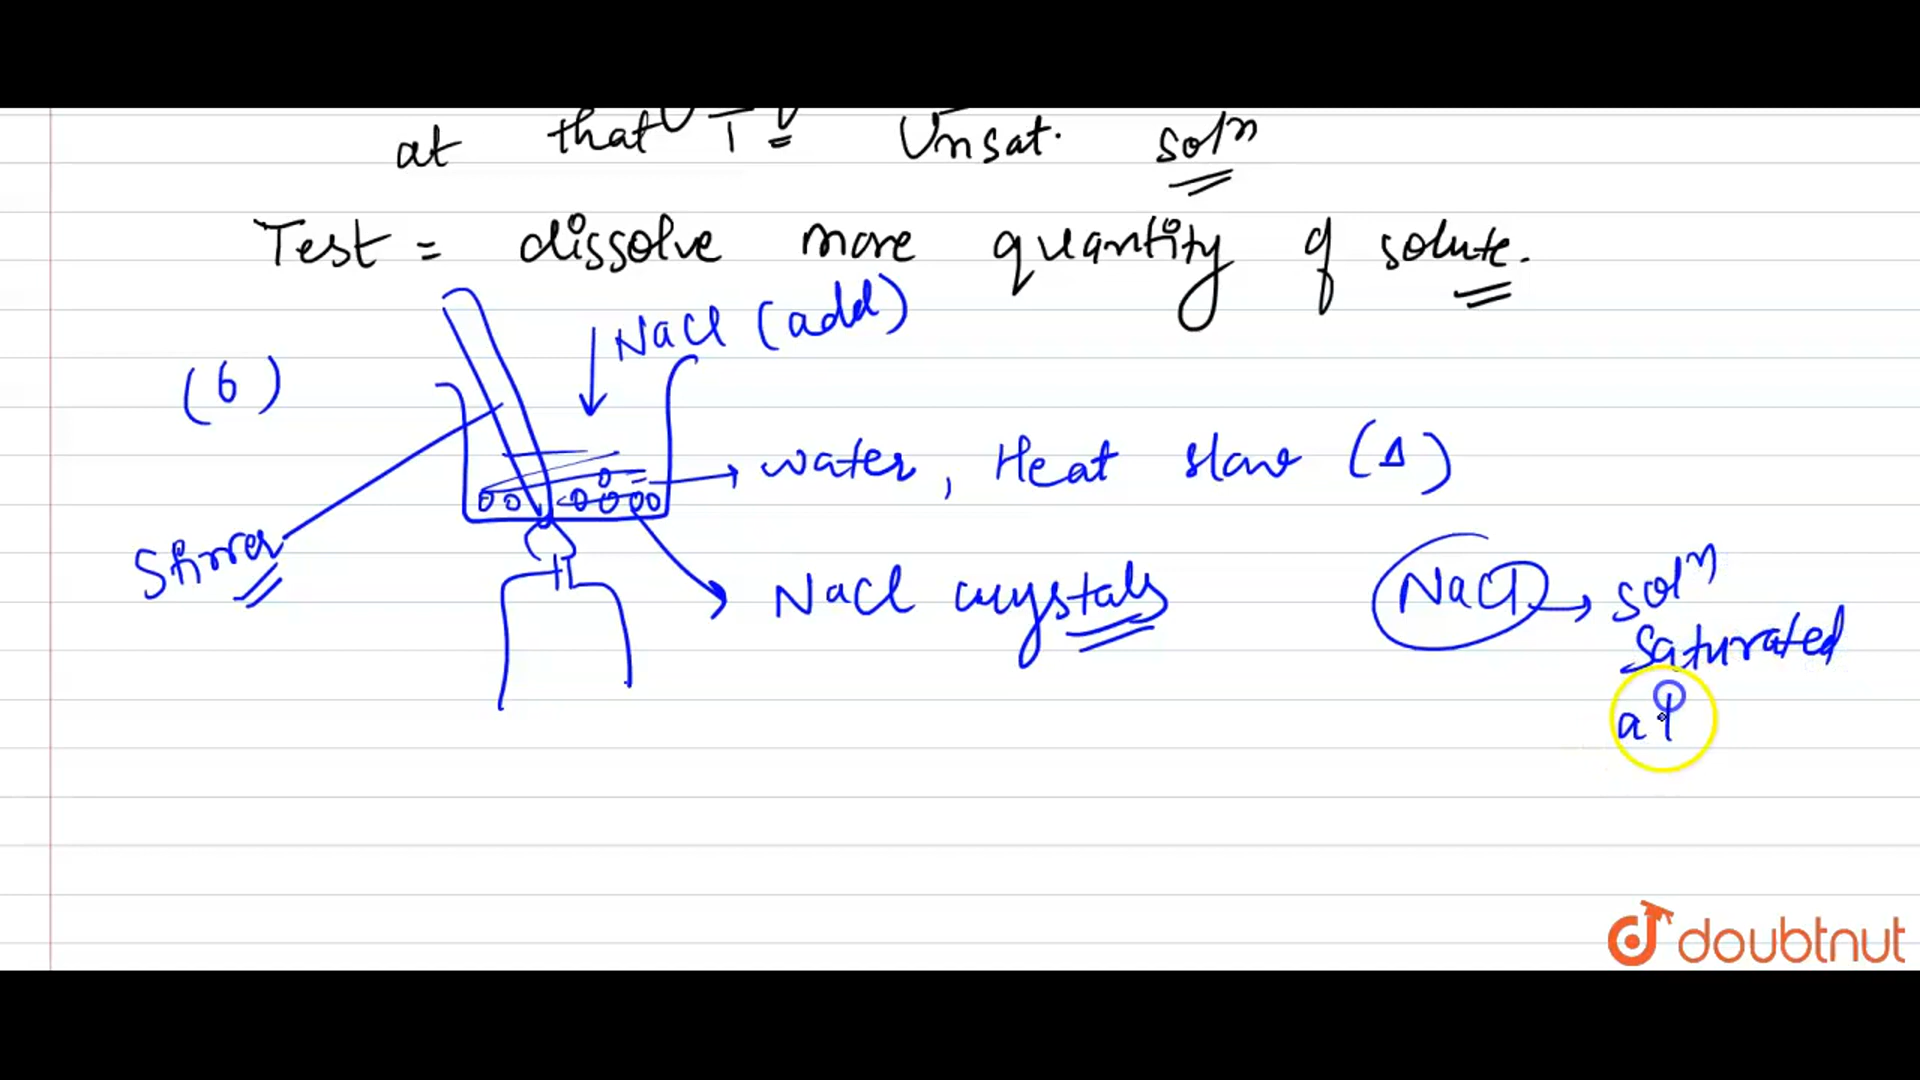 at that T Unsat. solⁿ
Test = dissolve more quantity of solute.
NaCl (add)
(6)
water, Heat slow (Δ)
Stirrer
NaCl crystals
NaCl → solⁿ
saturated
at
doubtnut